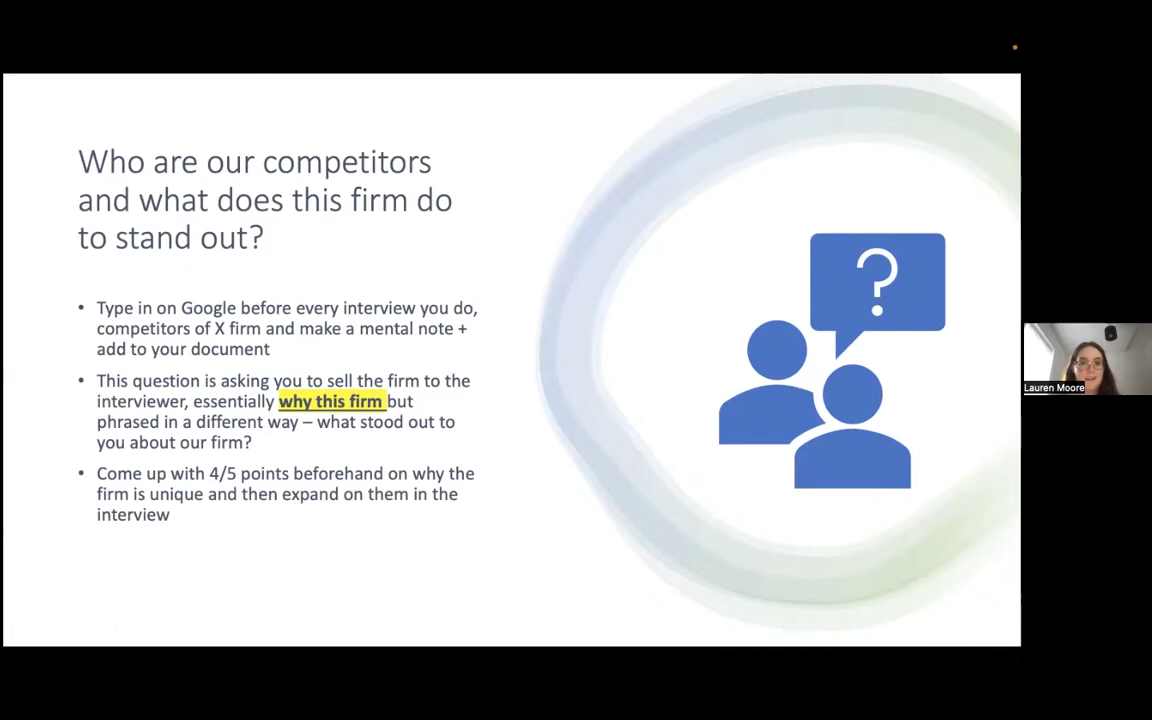 Who are our competitors
and what does this firm do
to stand out?
• Type in on Google before every interview you do,
competitors of X firm and make a mental note +
add to your document
• This question is asking you to sell the firm to the
interviewer, essentially why this firm but
phrased in a different way – what stood out to
you about our firm?
• Come up with 4/5 points beforehand on why the
firm is unique and then expand on them in the
interview
?
Lauren Moore